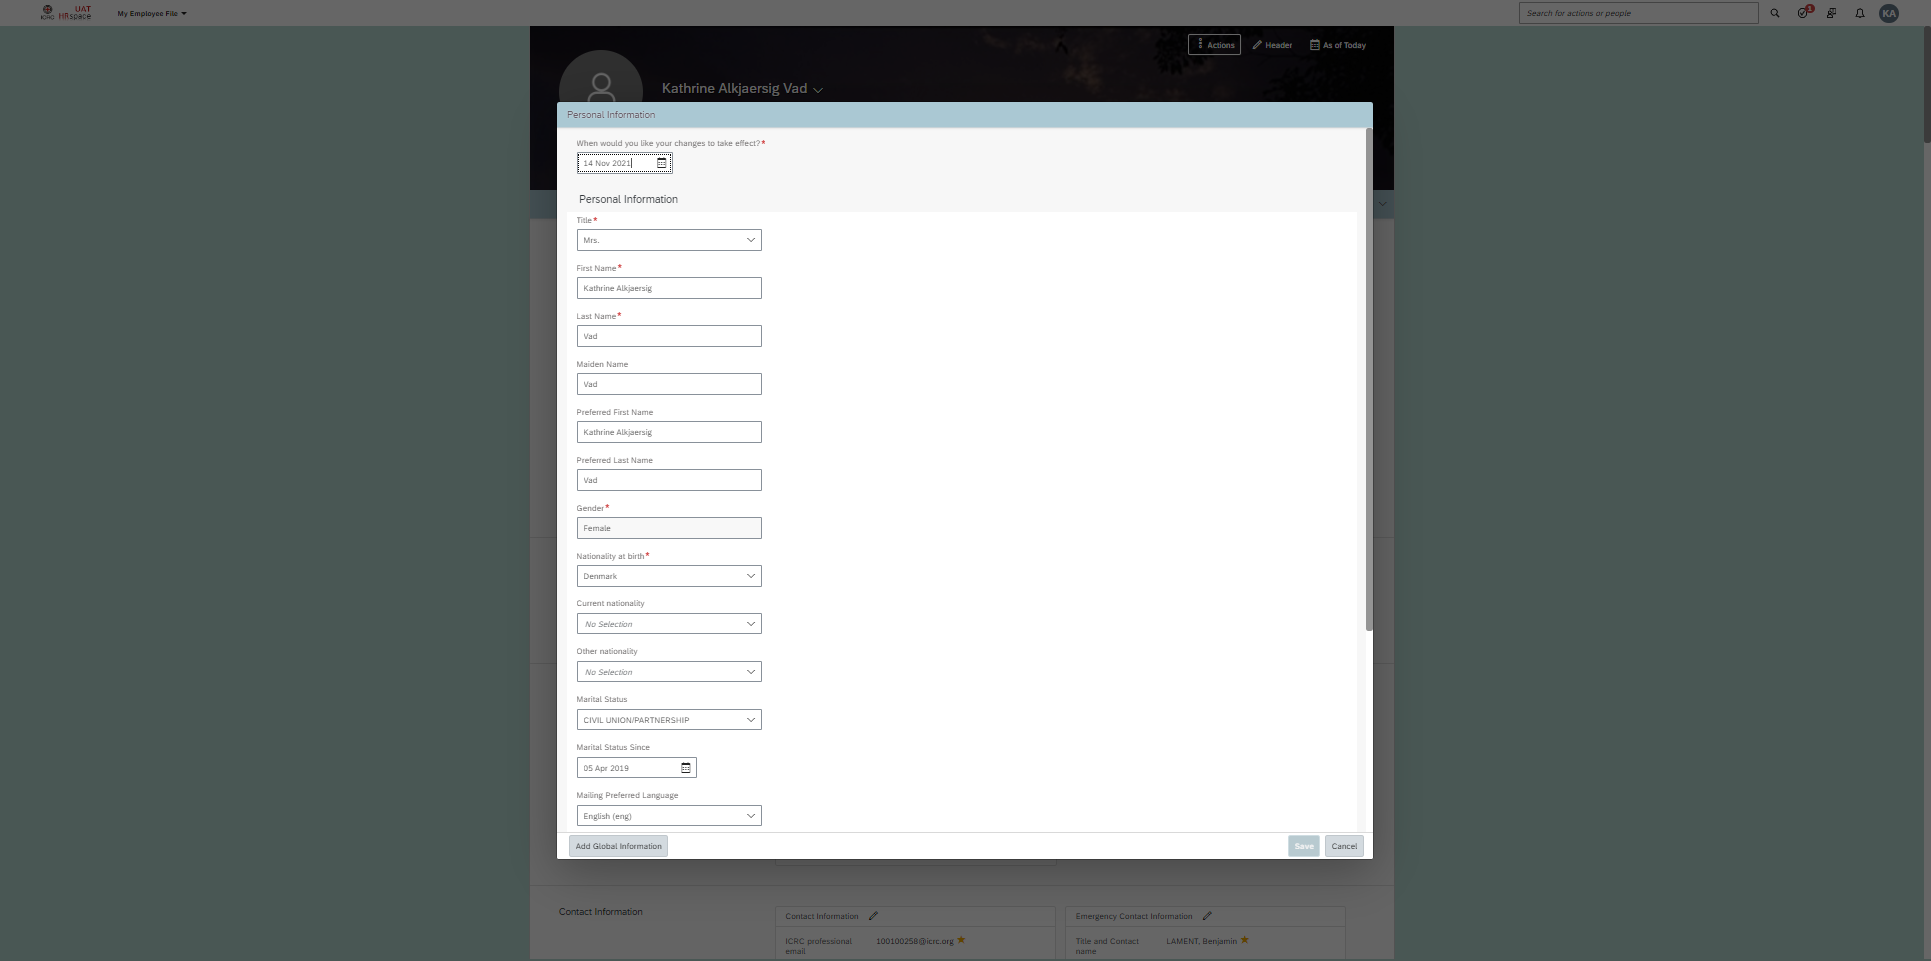 ICRC
UAT
HRspace
My Employee File
Search for actions or people
1
KA
Actions
Header
As of Today
Kathrine Alkjaersig Vad
Personal Information
When would you like your changes to take effect?*
14 Nov 2021
Personal Information
Title*
Mrs.
First Name*
Kathrine Alkjaersig
Last Name*
Vad
Maiden Name
Vad
Preferred First Name
Kathrine Alkjaersig
Preferred Last Name
Vad
Gender*
Female
Nationality at birth*
Denmark
Current nationality
No Selection
Other nationality
No Selection
Marital Status
CIVIL UNION/PARTNERSHIP
Marital Status Since
05 Apr 2019
Mailing Preferred Language
English (eng)
Add Global Information
Save
Cancel
Contact Information
Contact Information
ICRC professional email
100100258@icrc.org
Emergency Contact Information
Title and Contact name
LAMENT, Benjamin